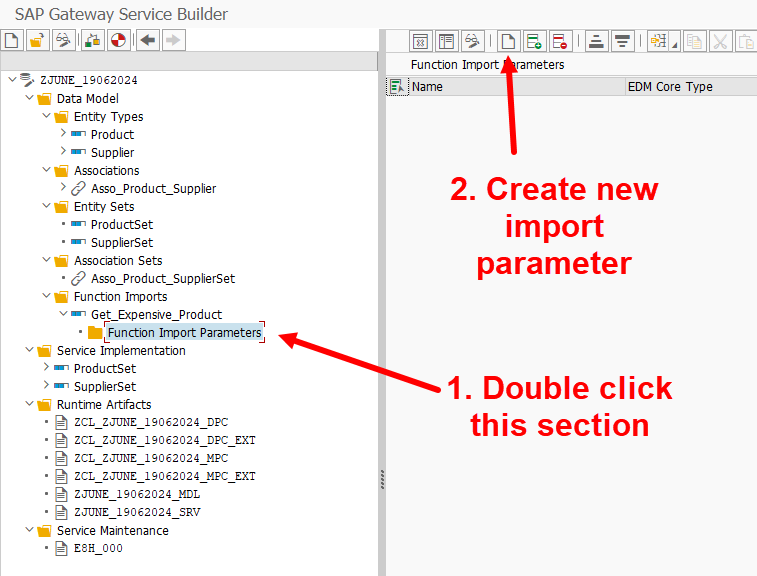 SAP Gateway Service Builder
ZJUNE_19062024
Data Model
Entity Types
Product
Supplier
Associations
Asso_Product_Supplier
Entity Sets
ProductSet
SupplierSet
Association Sets
Asso_Product_SupplierSet
Function Imports
Get_Expensive_Product
Function Import Parameters
Service Implementation
ProductSet
SupplierSet
Runtime Artifacts
ZCL_ZJUNE_19062024_DPC
ZCL_ZJUNE_19062024_DPC_EXT
ZCL_ZJUNE_19062024_MPC
ZCL_ZJUNE_19062024_MPC_EXT
ZJUNE_19062024_MDL
ZJUNE_19062024_SRV
Service Maintenance
E8H_000
Function Import Parameters
Name EDM Core Type
2. Create new
import
parameter
1. Double click
this section